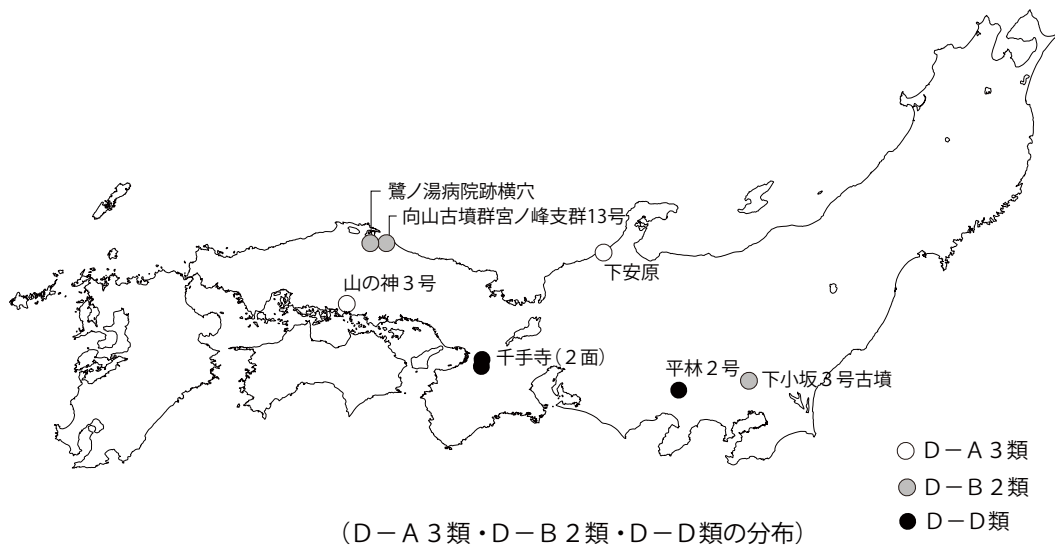 鷺ノ湯病院跡横穴
向山古墳群宮ノ峰支群13号
下安原
山の神３号
千手寺（２面）
平林２号
下小坂３号古墳
Ｄ－Ａ３類
Ｄ－Ｂ２類
Ｄ－Ｄ類
（Ｄ－Ａ３類・Ｄ－Ｂ２類・Ｄ－Ｄ類の分布）